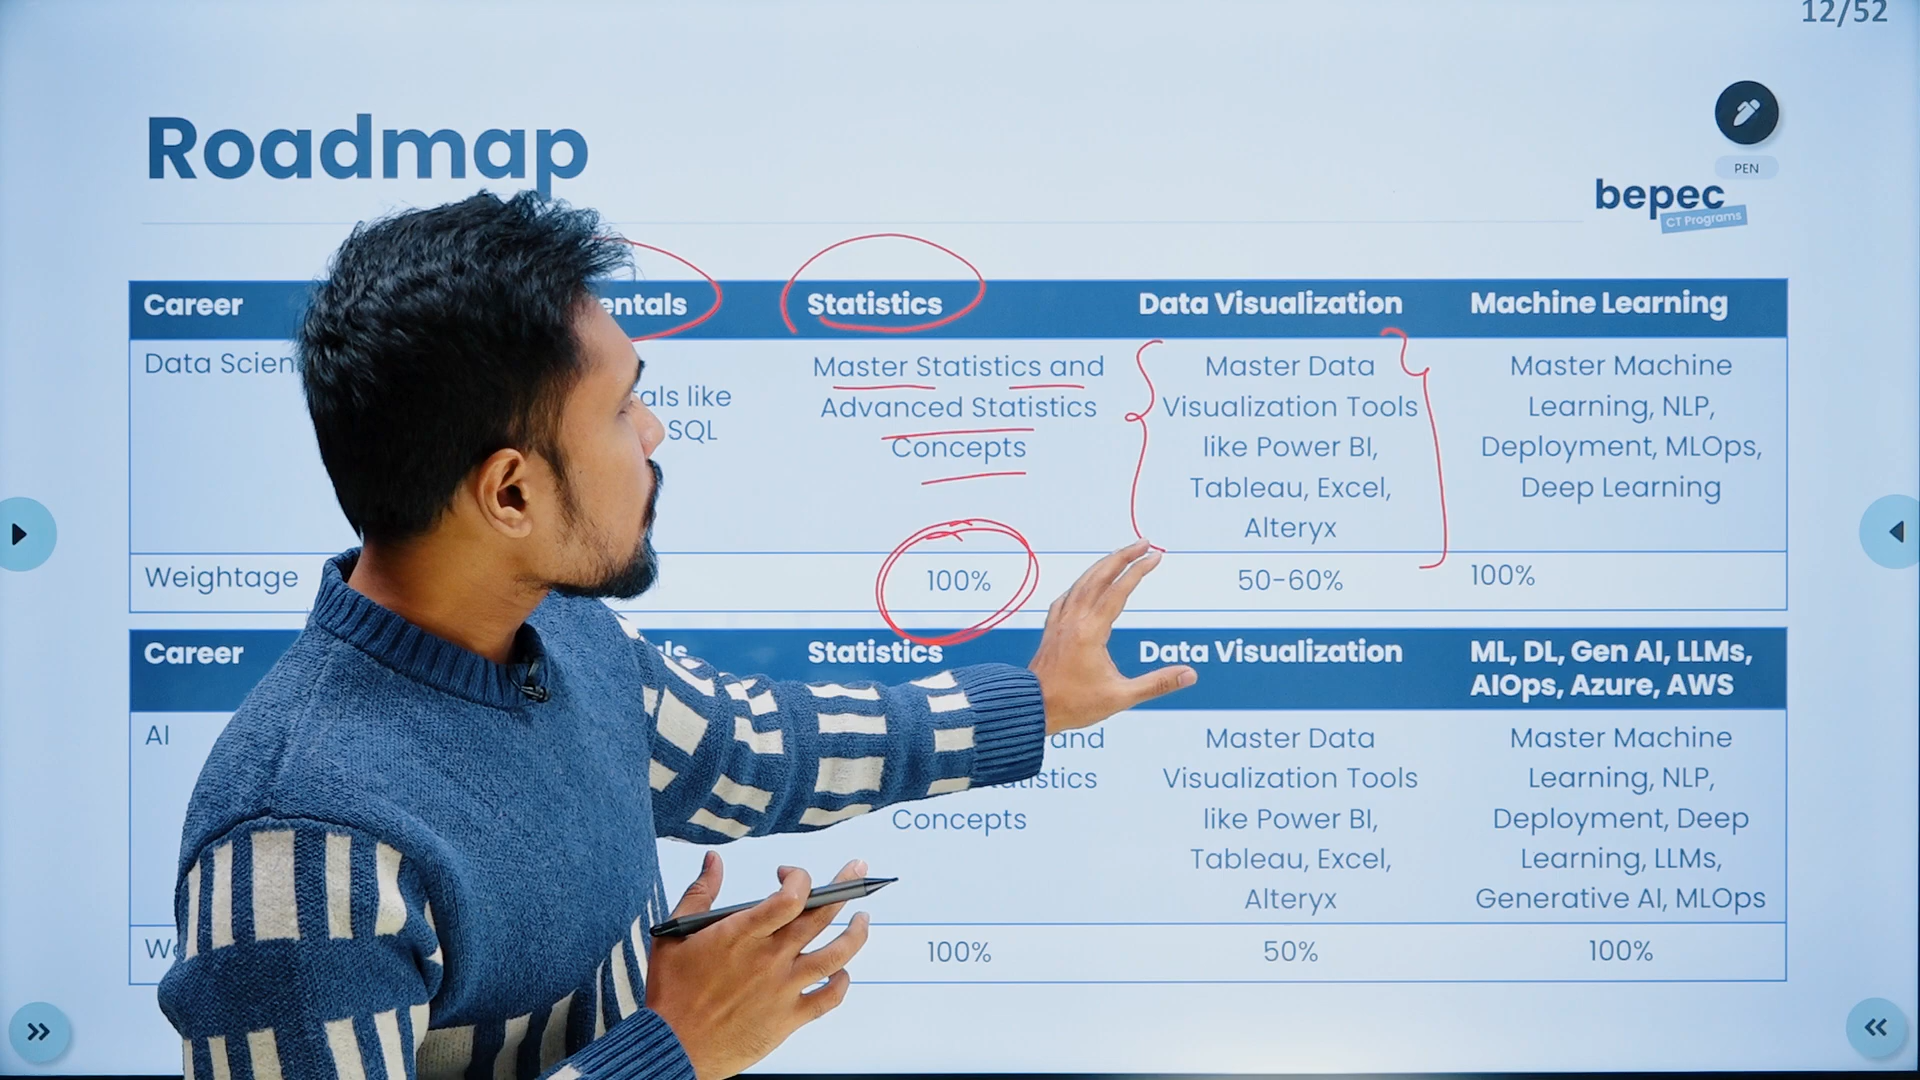 12/52
Roadmap
PEN
bepec
CT Programs
Career Statistics Data Visualization Machine Learning
Data Master Statistics and Master Data Master Machine
like Advanced Statistics Visualization Tools Learning, NLP,
SQL Concepts like Power BI, Deployment, MLOps,
Tableau, Excel, Deep Learning
Alteryx
Weightage 100% 50-60% 100%
Career Statistics Data Visualization ML, DL, Gen AI, LLMs,
AIOps, Azure, AWS
AI and Master Data Master Machine
Visualization Tools Learning, NLP,
Concepts like Power BI, Deployment, Deep
Tableau, Excel, Learning, LLMs,
Alteryx Generative AI, MLOps
100% 50% 100%